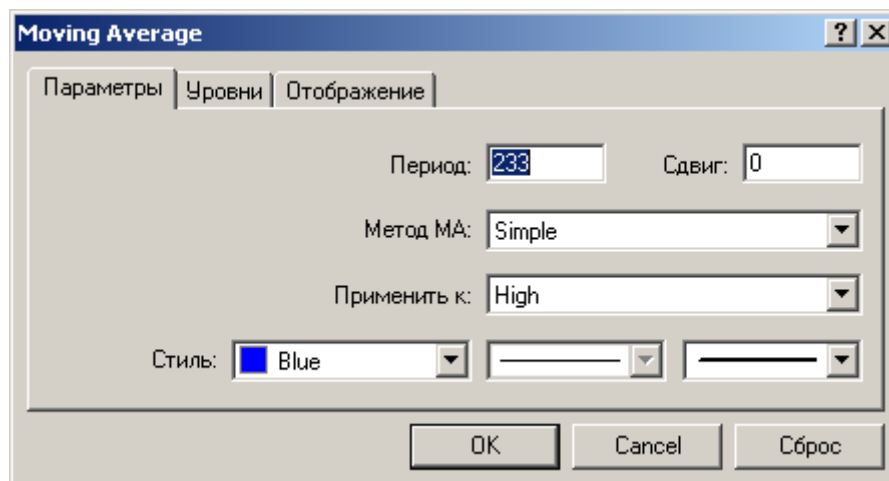 Moving Average
Параметры Уровни Отображение
Период: 233 Сдвиг: 0
Метод МА: Simple
Применить к: High
Стиль: Blue
OK Cancel Сброс